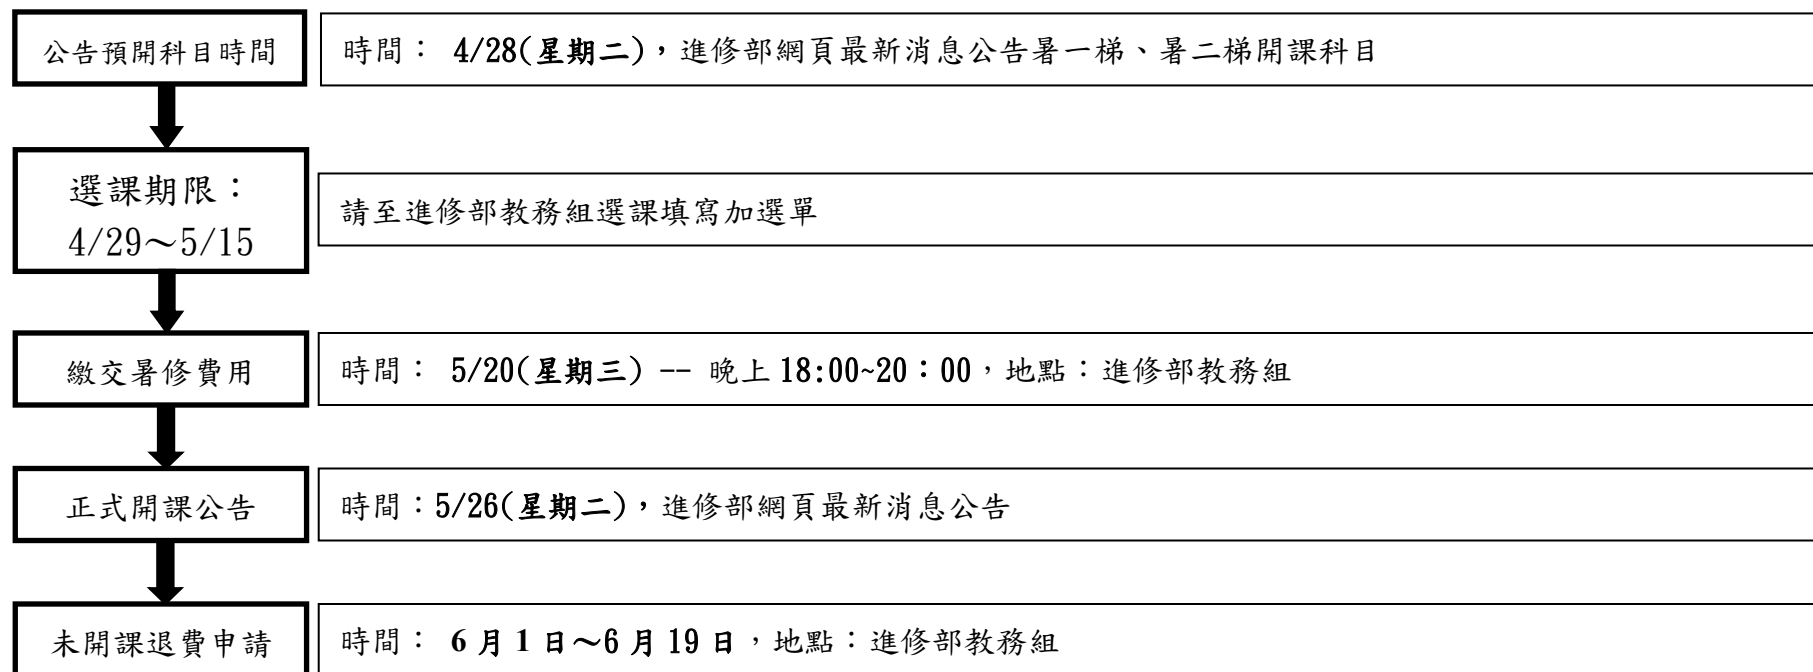 公告預開科目時間
時間： 4/28(星期二)，進修部網頁最新消息公告暑一梯、暑二梯開課科目
選課期限：
4/29～5/15
請至進修部教務組選課填寫加選單
繳交暑修費用
時間： 5/20(星期三) -- 晚上 18:00~20：00，地點：進修部教務組
正式開課公告
時間：5/26(星期二)，進修部網頁最新消息公告
未開課退費申請
時間： 6 月 1 日～6 月 19 日，地點：進修部教務組